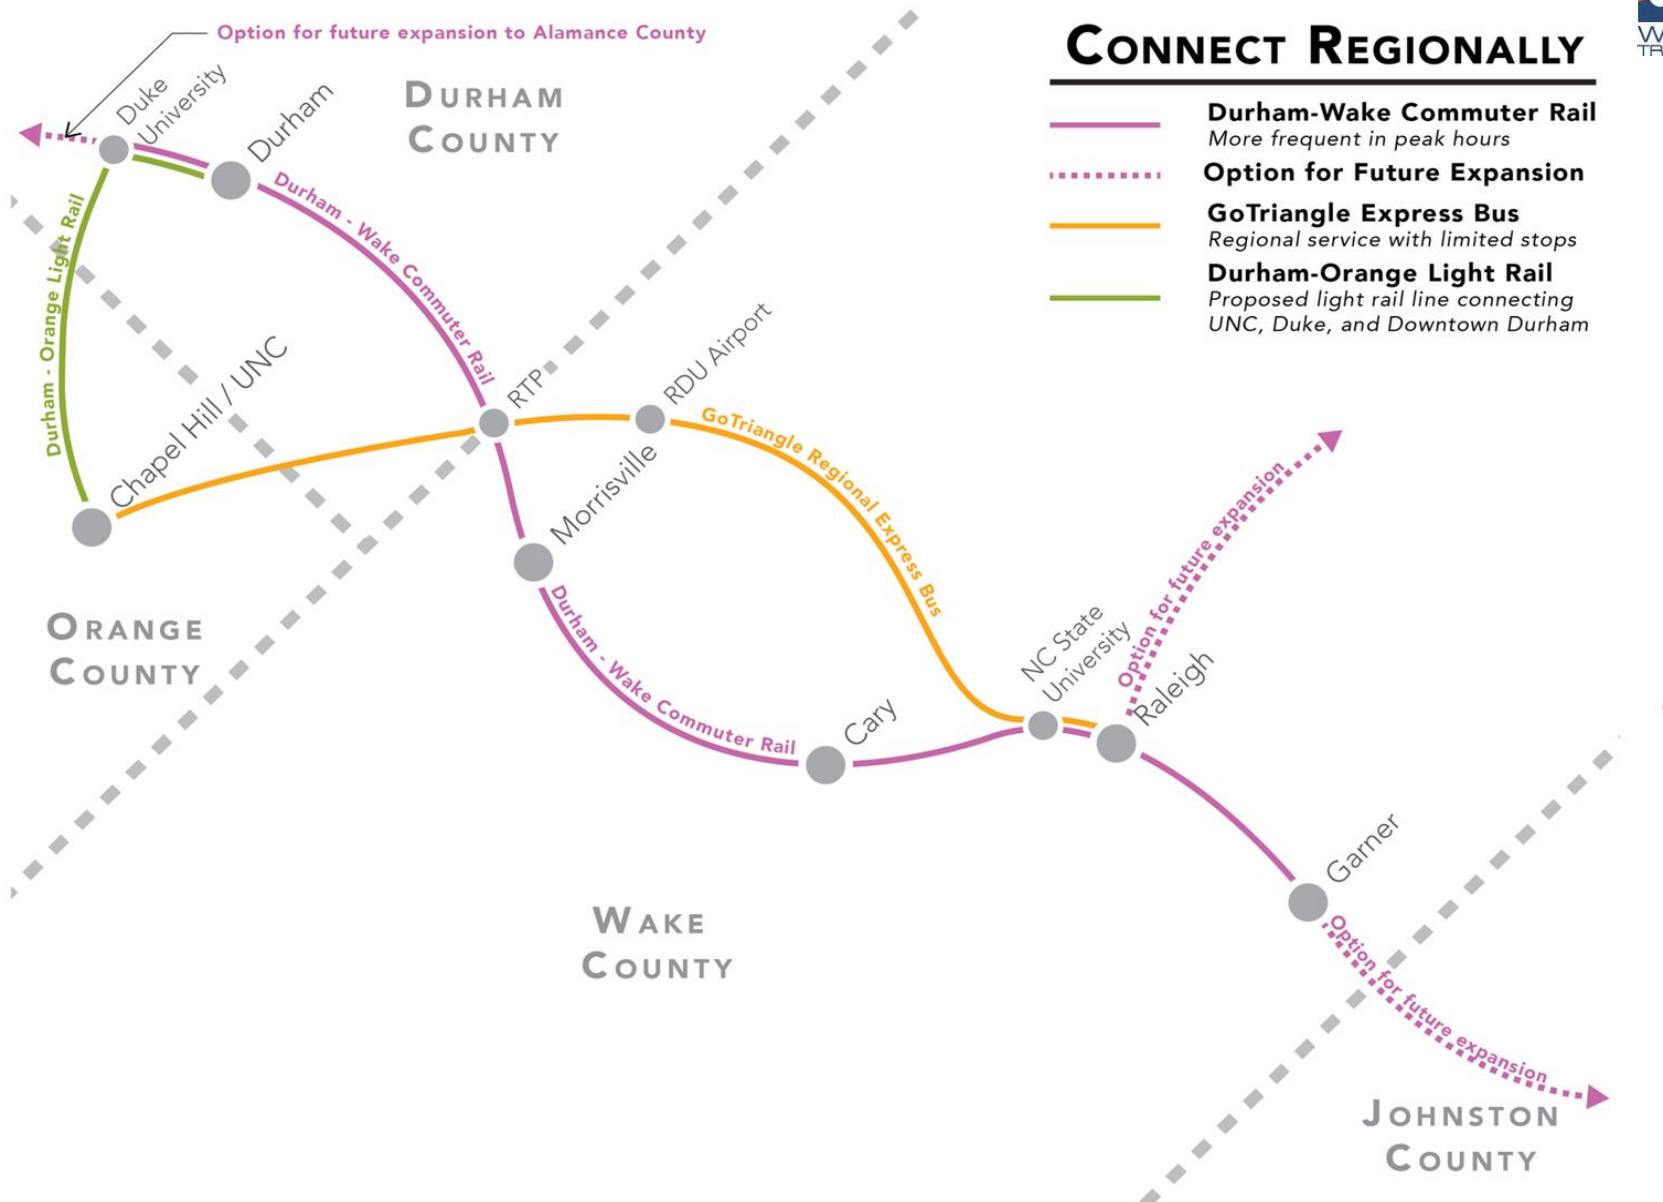 Option for future expansion to Alamance County
CONNECT REGIONALLY
Durham-Wake Commuter Rail
More frequent in peak hours
Option for Future Expansion
GoTriangle Express Bus
Regional service with limited stops
Durham-Orange Light Rail
Proposed light rail line connecting
UNC, Duke, and Downtown Durham
DURHAM
COUNTY
Duke
University
Durham
Durham - Wake Commuter Rail
Durham - Orange Light Rail
Chapel Hill / UNC
RTP
RDU Airport
GoTriangle Regional Express Bus
Morrisville
Durham - Wake Commuter Rail
Cary
NC State
University
Raleigh
Option for future expansion
ORANGE
COUNTY
WAKE
COUNTY
Garner
Option for future expansion
JOHNSTON
COUNTY